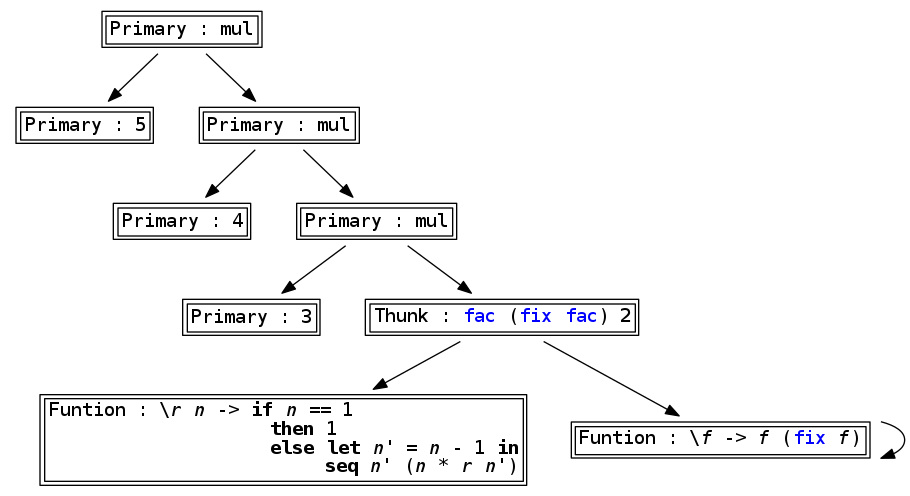 Primary : mul
Primary : 5
Primary : mul
Primary : 4
Primary : mul
Primary : 3
Thunk : fac (fix fac) 2
Funtion : \r n -> if n == 1
then 1
else let n' = n - 1 in
seq n' (n * r n')
Funtion : \f -> f (fix f)